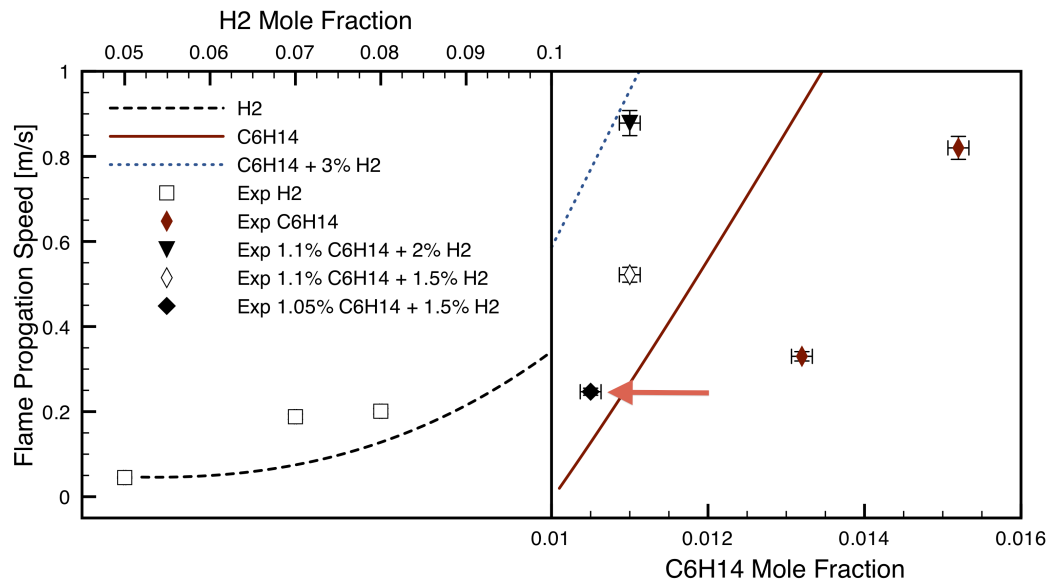 H2 Mole Fraction
0.05 0.06 0.07 0.08 0.09 0.1
1
0.8
0.6
0.4
0.2
0
Flame Propgation Speed [m/s]
H2
C6H14
C6H14 + 3% H2
Exp H2
Exp C6H14
Exp 1.1% C6H14 + 2% H2
Exp 1.1% C6H14 + 1.5% H2
Exp 1.05% C6H14 + 1.5% H2
0.01 0.012 0.014 0.016
C6H14 Mole Fraction